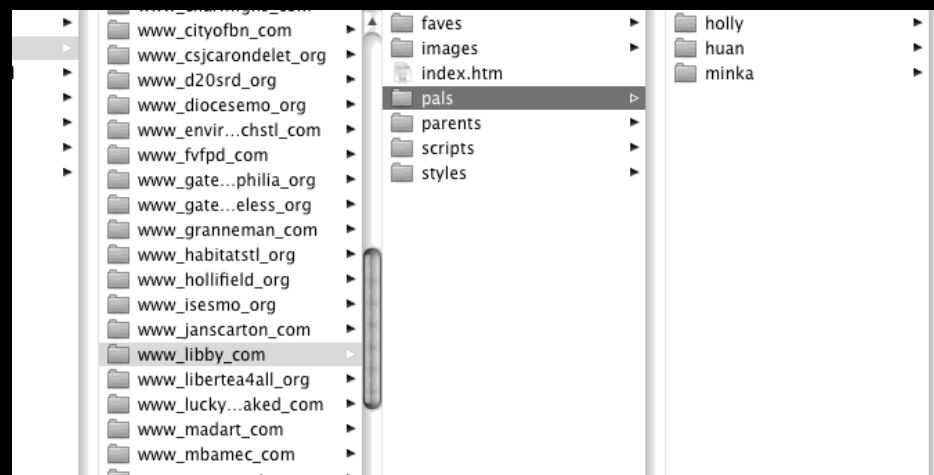 www_cityofbn_com
www_csjcarondelet_org
www_d20srd_org
www_diocesemo_org
www_envir...chstl_com
www_fvfpd_com
www_gate...philia_org
www_gate...eless_org
www_granneman_com
www_habitatstl_org
www_hollifield_org
www_isesmo_org
www_janscarton_com
www_libby_com
www_libertea4all_org
www_lucky...aked_com
www_madart_com
www_mbamec_com
faves
images
index.htm
pals
parents
scripts
styles
holly
huan
minka